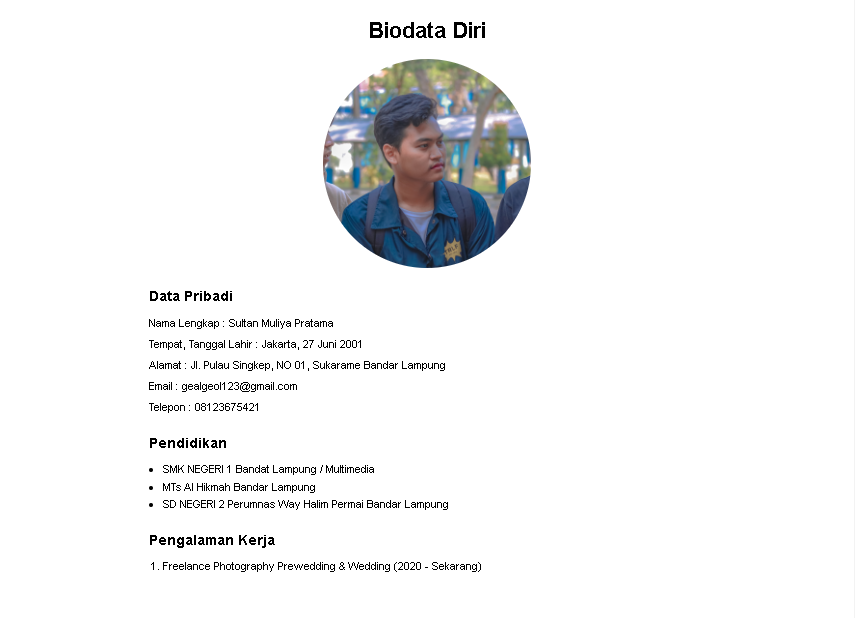 Biodata Diri
Data Pribadi
Nama Lengkap : Sultan Muliya Pratama
Tempat, Tanggal Lahir : Jakarta, 27 Juni 2001
Alamat : Jl. Pulau Singkep, NO 01, Sukarame Bandar Lampung
Email : gealgeol123@gmail.com
Telepon : 08123675421
Pendidikan
• SMK NEGERI 1 Bandat Lampung / Multimedia
• MTs Al Hikmah Bandar Lampung
• SD NEGERI 2 Perumnas Way Halim Permai Bandar Lampung
Pengalaman Kerja
1. Freelance Photography Prewedding & Wedding (2020 - Sekarang)